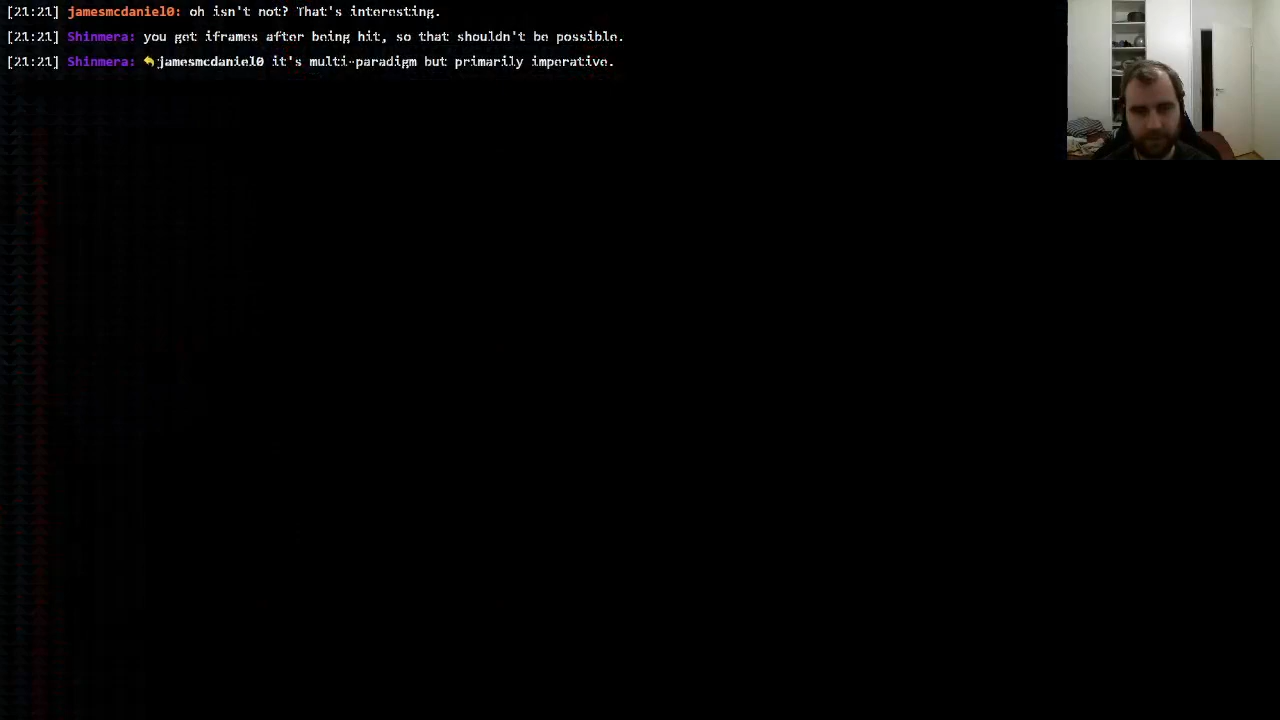 [21:21] jamesmcdaniel0: oh isn't not? That's interesting.
[21:21] Shinmera: you get iframes after being hit, so that shouldn't be possible.
[21:21] Shinmera: jamesmcdaniel0 it's multi-paradigm but primarily imperative.